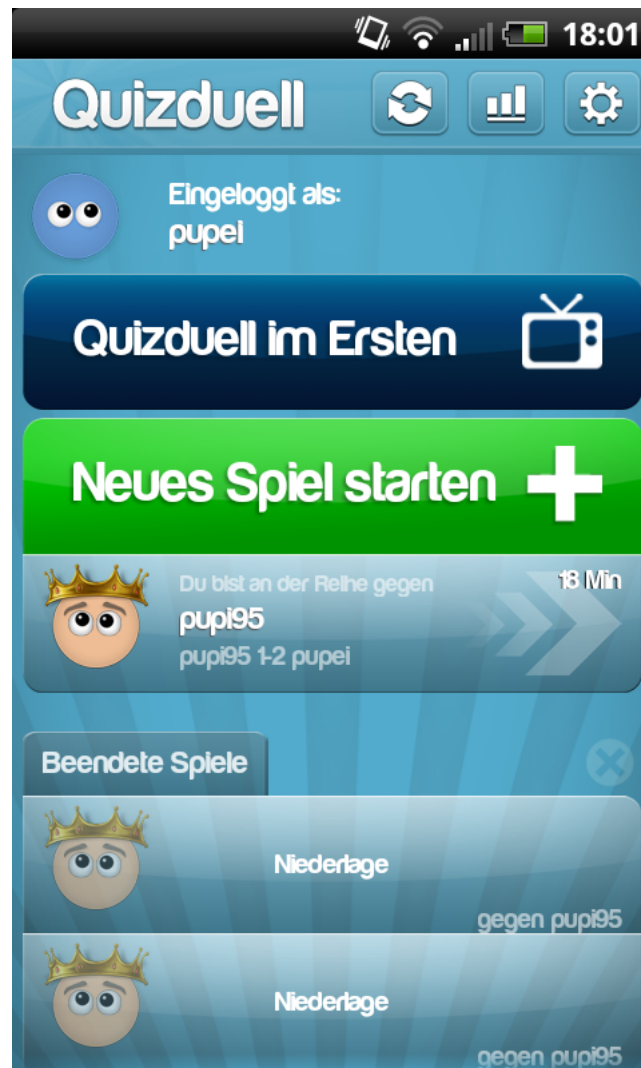 18:01
Quizduell
Eingeloggt als:
pupei
Quizduell im Ersten
Neues Spiel starten
Du bist an der Reihe gegen
18 Min
pupi95
pupi95 1-2 pupei
Beendete Spiele
Niederlage
gegen pupi95
Niederlage
gegen pupi95